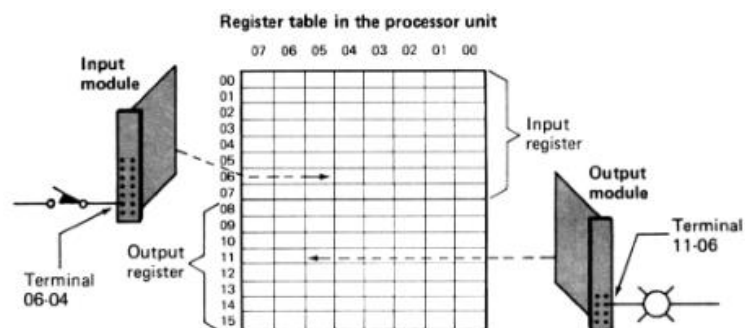 Register table in the processor unit
07 06 05 04 03 02 01 00
Input
module
00
01
02
03
04
05
06
07
08
09
10
11
12
13
14
15
Input
register
Output
module
Terminal
11-06
Output
register
Terminal
06-04